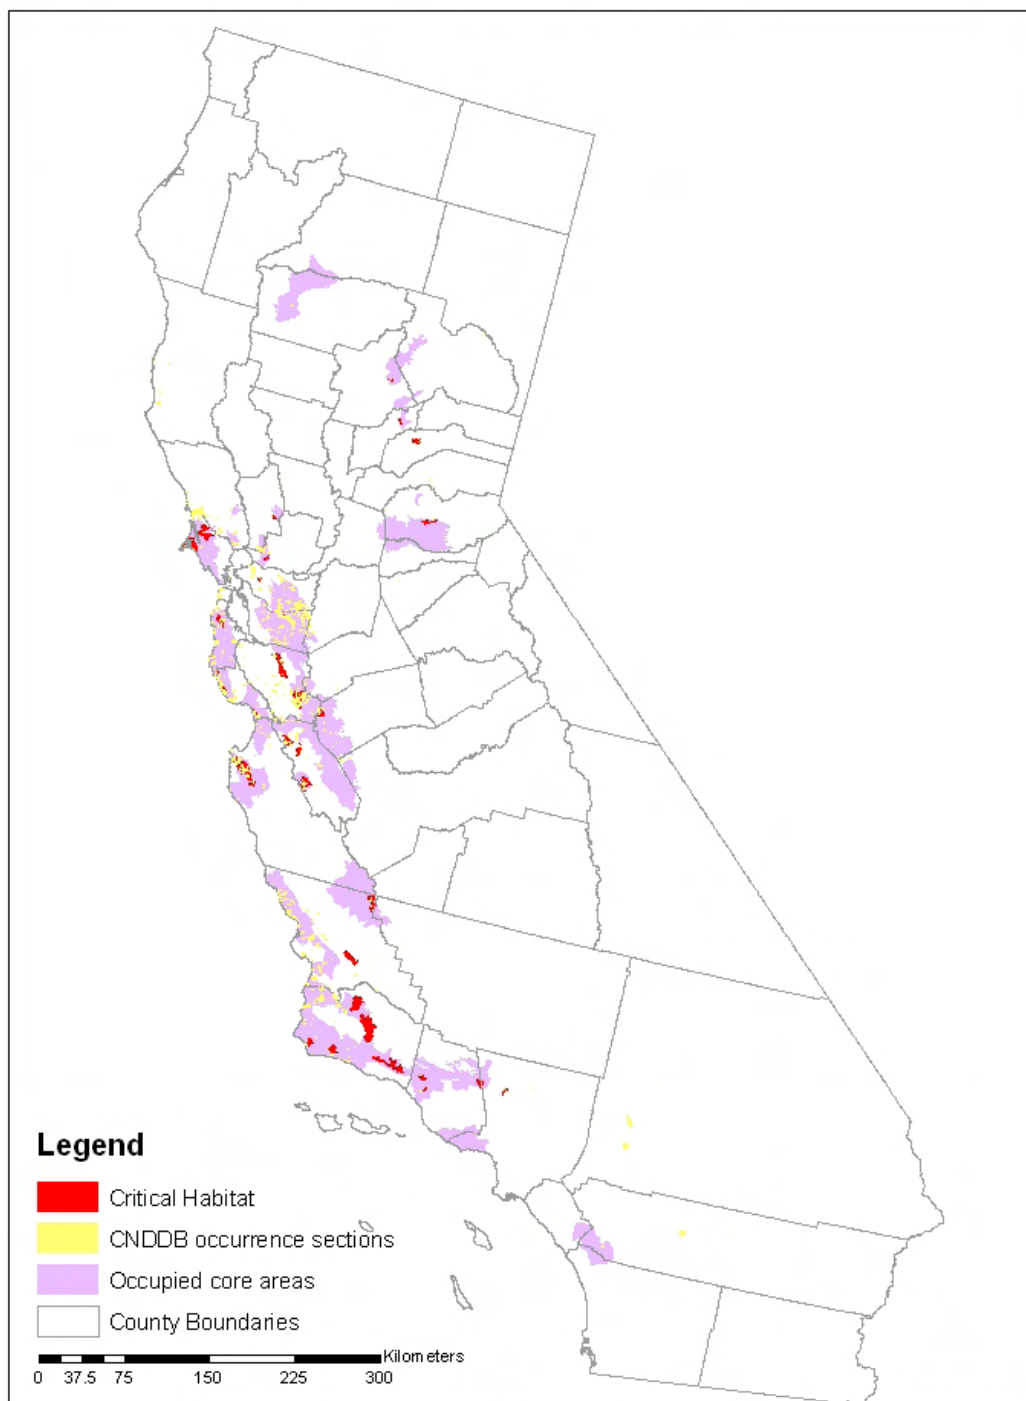 Legend
Critical Habitat
CNDDB occurrence sections
Occupied core areas
County Boundaries
Kilometers
0 37.5 75 150 225 300